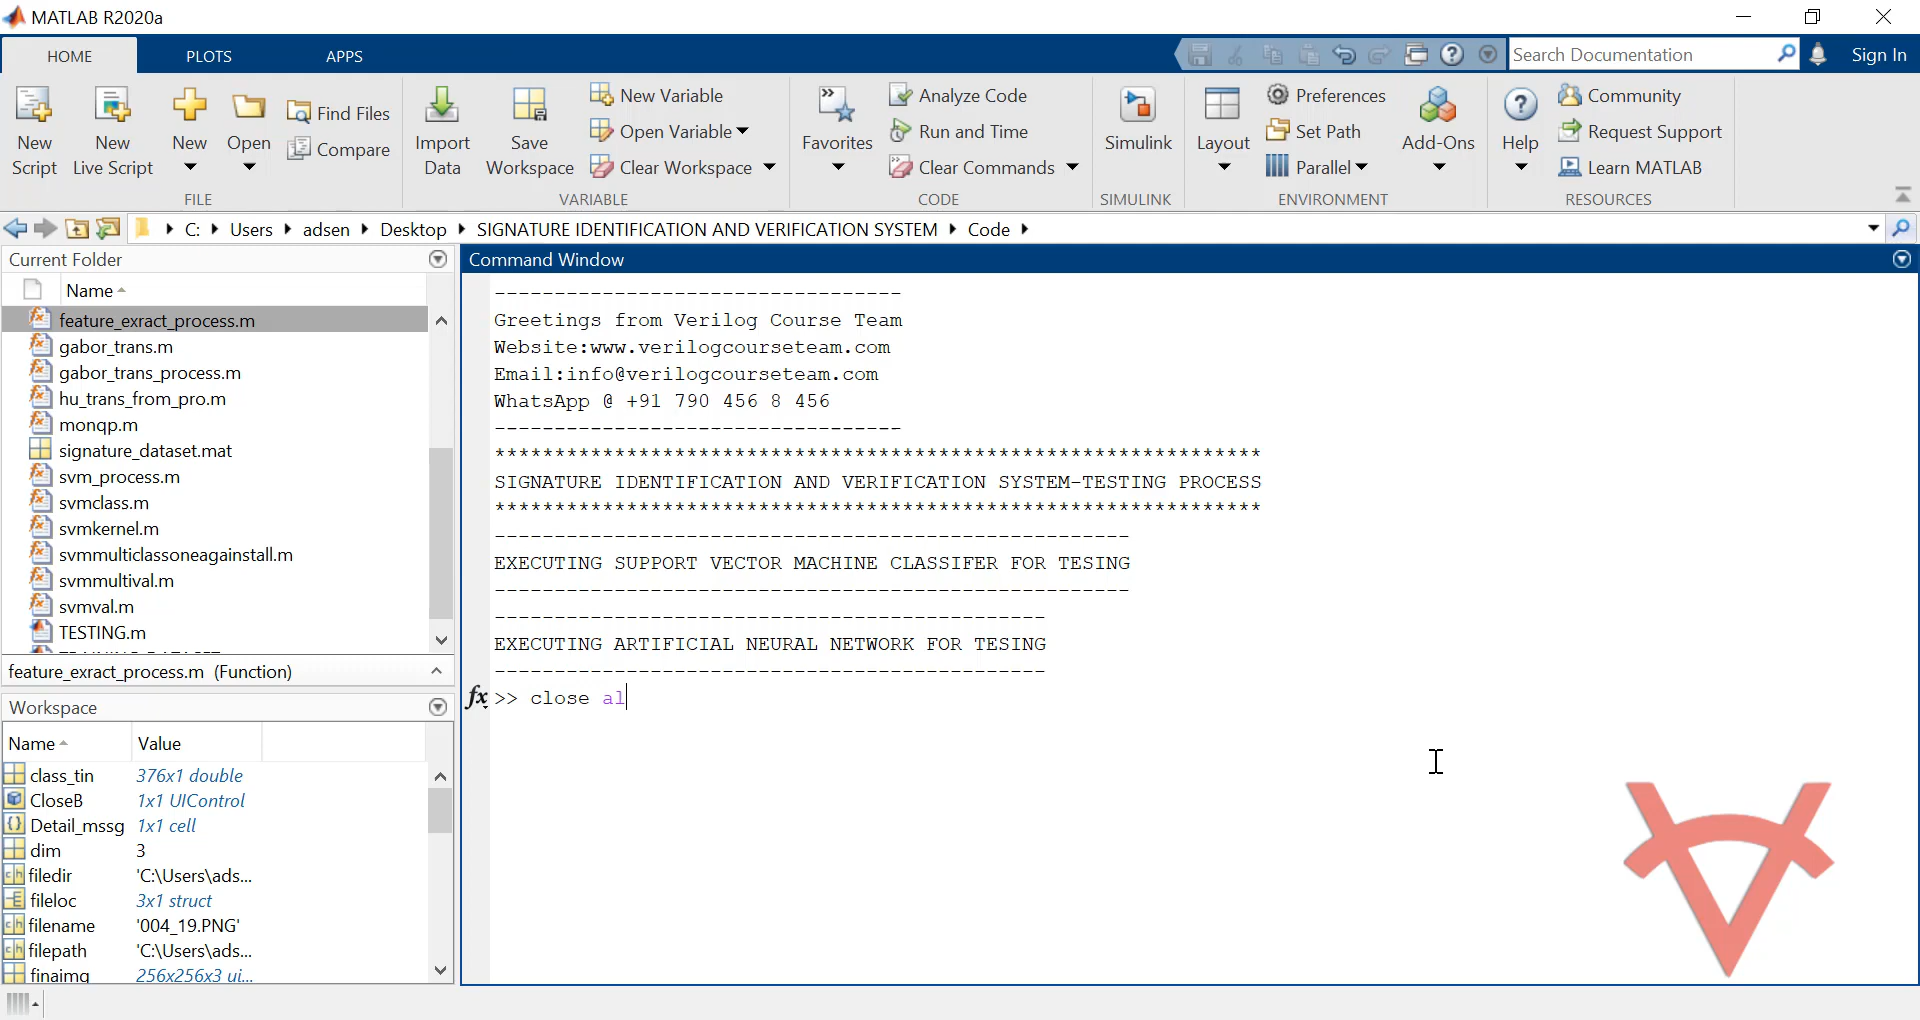 MATLAB R2020a
HOME PLOTS APPS
Search Documentation
Sign In
New Script
New Live Script
New
Open
Find Files
Compare
FILE
Import Data
Save Workspace
New Variable
Open Variable
Clear Workspace
VARIABLE
Favorites
Analyze Code
Run and Time
Clear Commands
CODE
Simulink
SIMULINK
Layout
Preferences
Set Path
Parallel
Add-Ons
ENVIRONMENT
Help
Community
Request Support
Learn MATLAB
RESOURCES
C: Users adsen Desktop SIGNATURE IDENTIFICATION AND VERIFICATION SYSTEM Code
Current Folder
Name
feature_exract_process.m
gabor_trans.m
gabor_trans_process.m
hu_trans_from_pro.m
monqp.m
signature_dataset.mat
svm_process.m
svmclass.m
svmkernel.m
svmmulticlassoneagainstall.m
svmmultival.m
svmval.m
TESTING.m
feature_exract_process.m (Function)
Workspace
Name Value
class_tin 376x1 double
CloseB 1x1 UIControl
Detail_mssg 1x1 cell
dim 3
filedir 'C:\Users\ads...
fileloc 3x1 struct
filename '004_19.PNG'
filepath 'C:\Users\ads...
finaimg 256x256x3 ui...
Command Window
----------------------------------
Greetings from Verilog Course Team
Website:www.verilogcourseteam.com
Email:info@verilogcourseteam.com
WhatsApp @ +91 790 456 8 456
----------------------------------
****************************************************************
SIGNATURE IDENTIFICATION AND VERIFICATION SYSTEM-TESTING PROCESS
****************************************************************
-----------------------------------------------------
EXECUTING SUPPORT VECTOR MACHINE CLASSIFER FOR TESING
-----------------------------------------------------
----------------------------------------------
EXECUTING ARTIFICIAL NEURAL NETWORK FOR TESING
----------------------------------------------
fx >> close al